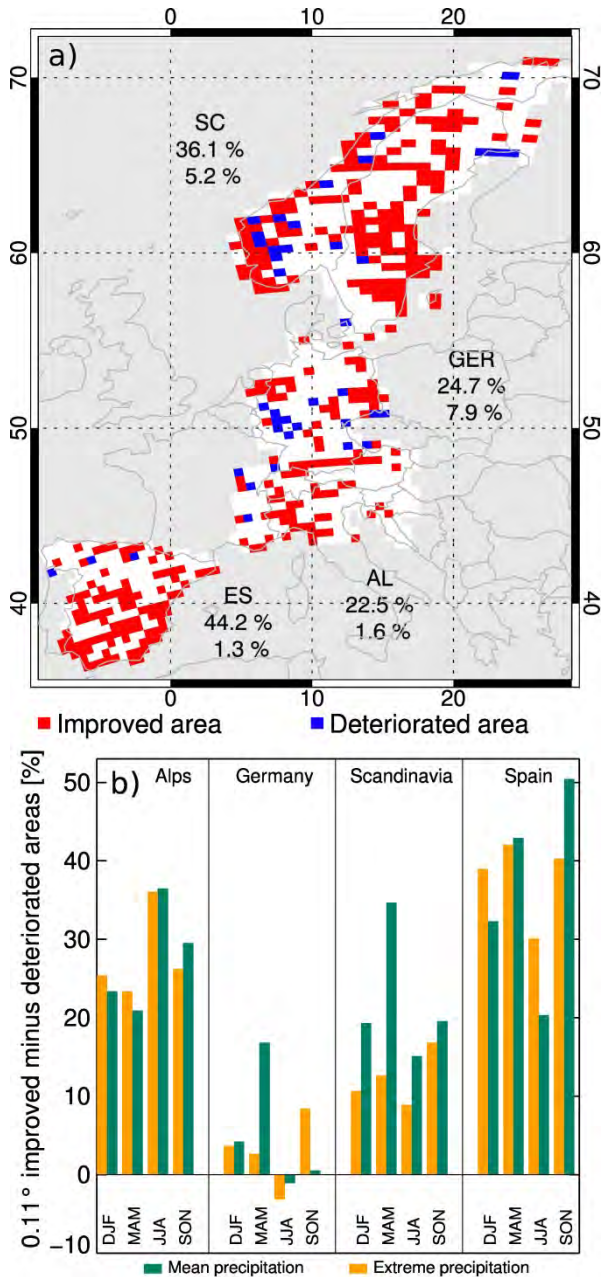 0 10 20
a)
70 70
SC
36.1 %
5.2 %
60 60
GER
24.7 %
7.9 %
50 50
AL
22.5 %
1.6 %
ES
44.2 %
1.3 %
40 40
0 10 20
Improved area Deteriorated area
0.11° improved minus deteriorated areas [%]
b) Alps Germany Scandinavia Spain
50
40
30
20
10
0
−10
DJF MAM JJA SON DJF MAM JJA SON DJF MAM JJA SON DJF MAM JJA SON
Mean precipitation Extreme precipitation